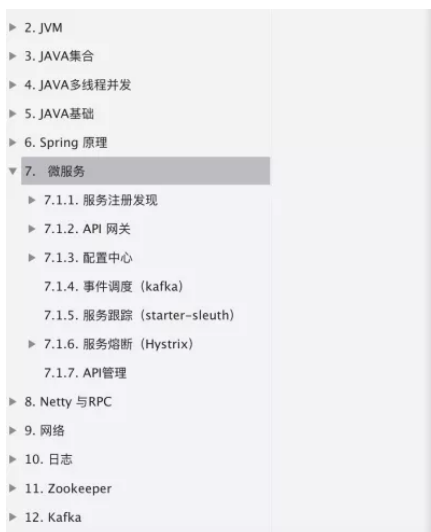 2. JVM
3. JAVA集合
4. JAVA多线程并发
5. JAVA基础
6. Spring 原理
7. 微服务
7.1.1. 服务注册发现
7.1.2. API 网关
7.1.3. 配置中心
7.1.4. 事件调度（kafka）
7.1.5. 服务跟踪（starter-sleuth）
7.1.6. 服务熔断（Hystrix）
7.1.7. API管理
8. Netty 与RPC
9. 网络
10. 日志
11. Zookeeper
12. Kafka